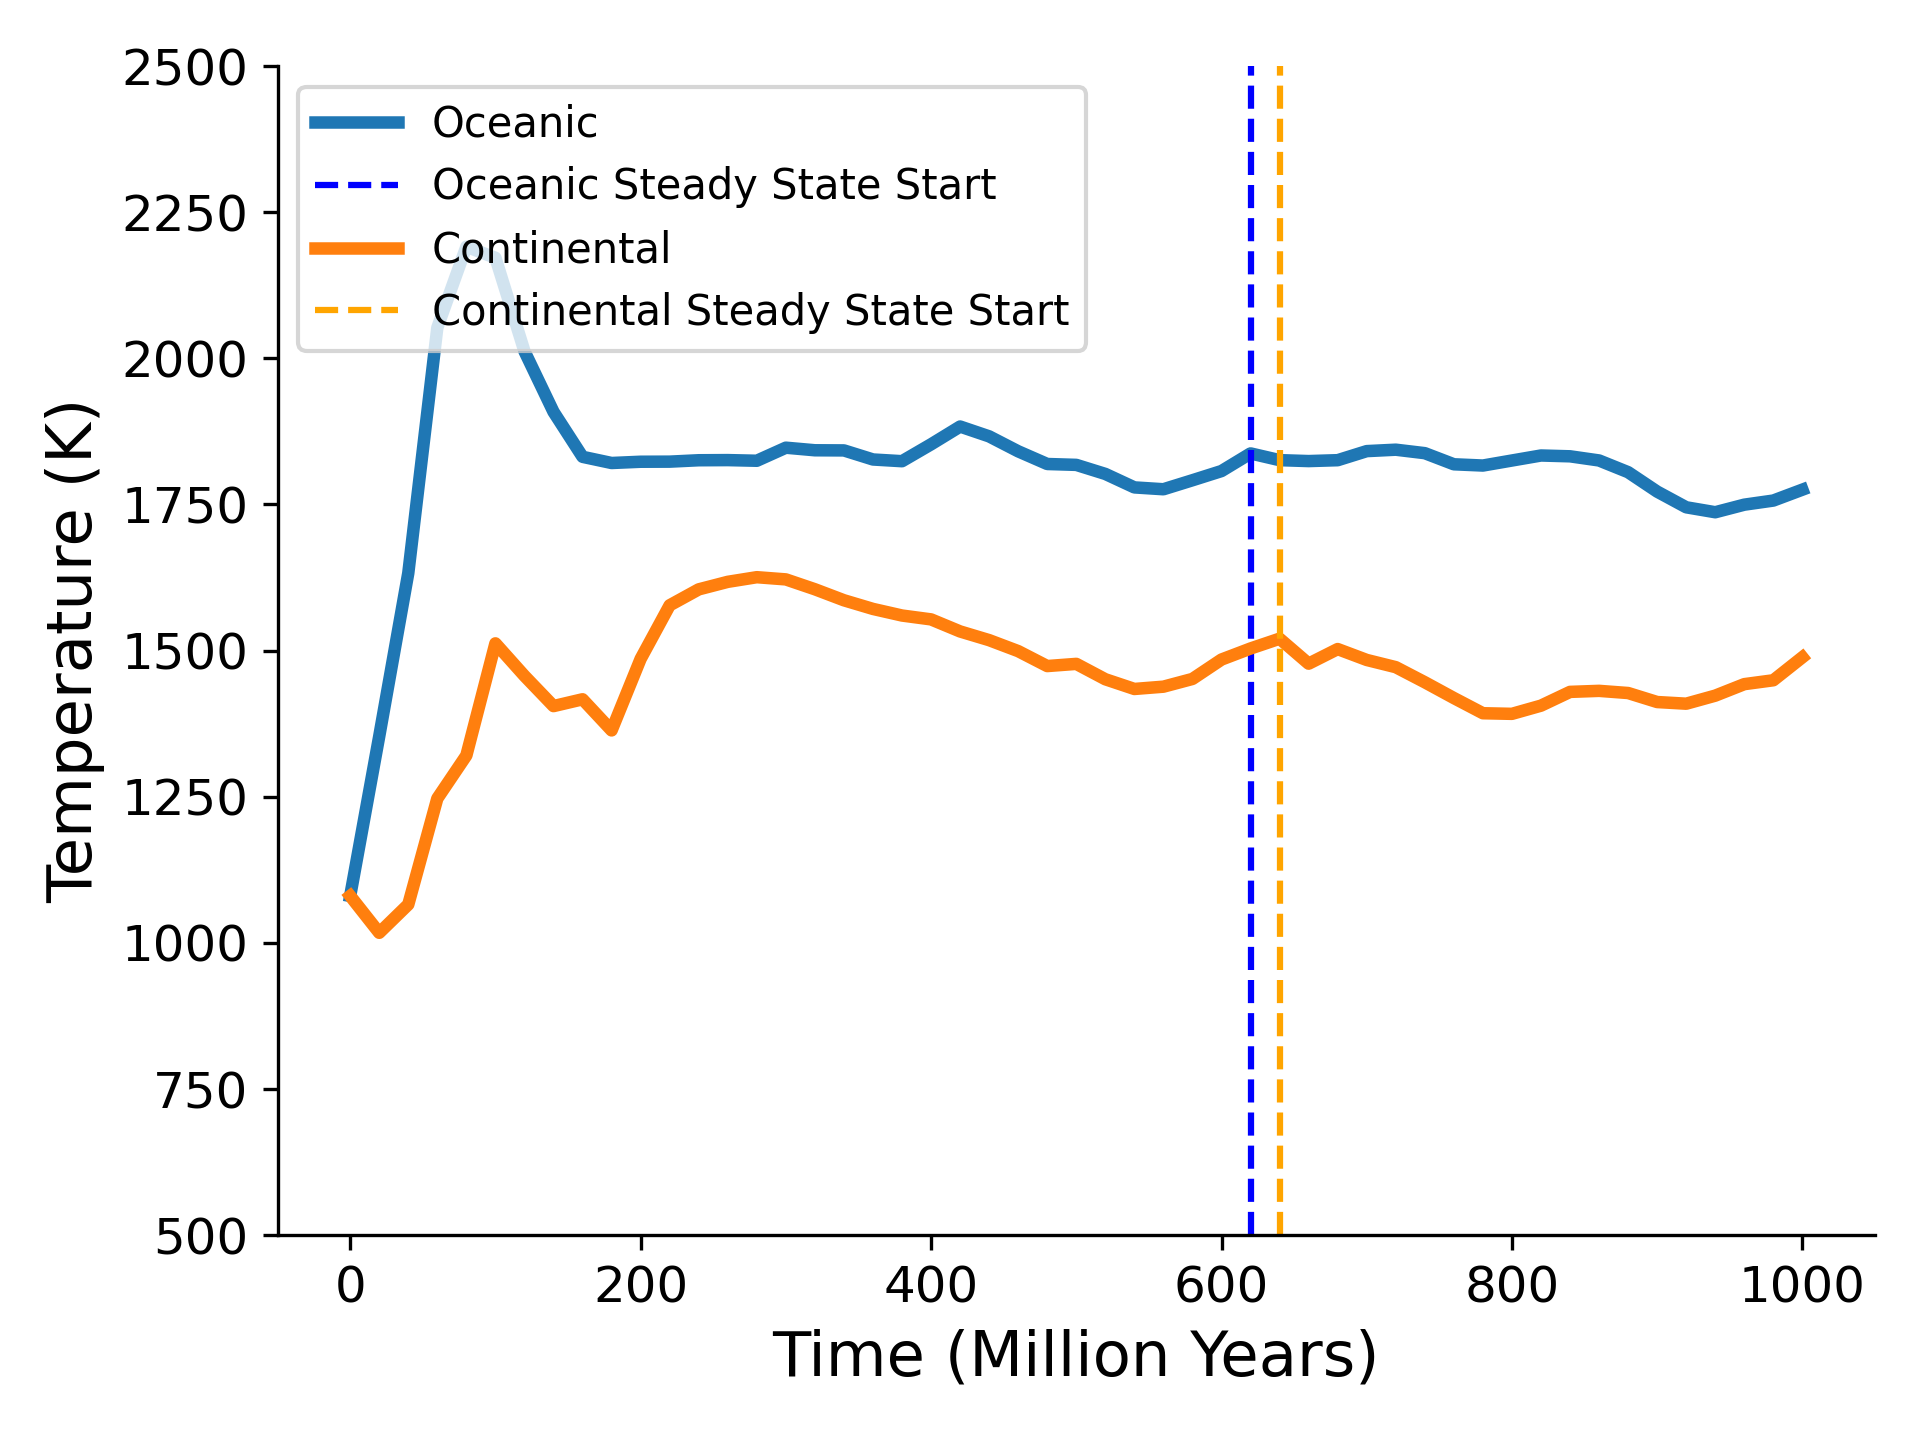 2500
2250
2000
1750
1500
1250
1000
750
500
Temperature (K)
Oceanic
Oceanic Steady State Start
Continental
Continental Steady State Start
0 200 400 600 800 1000
Time (Million Years)